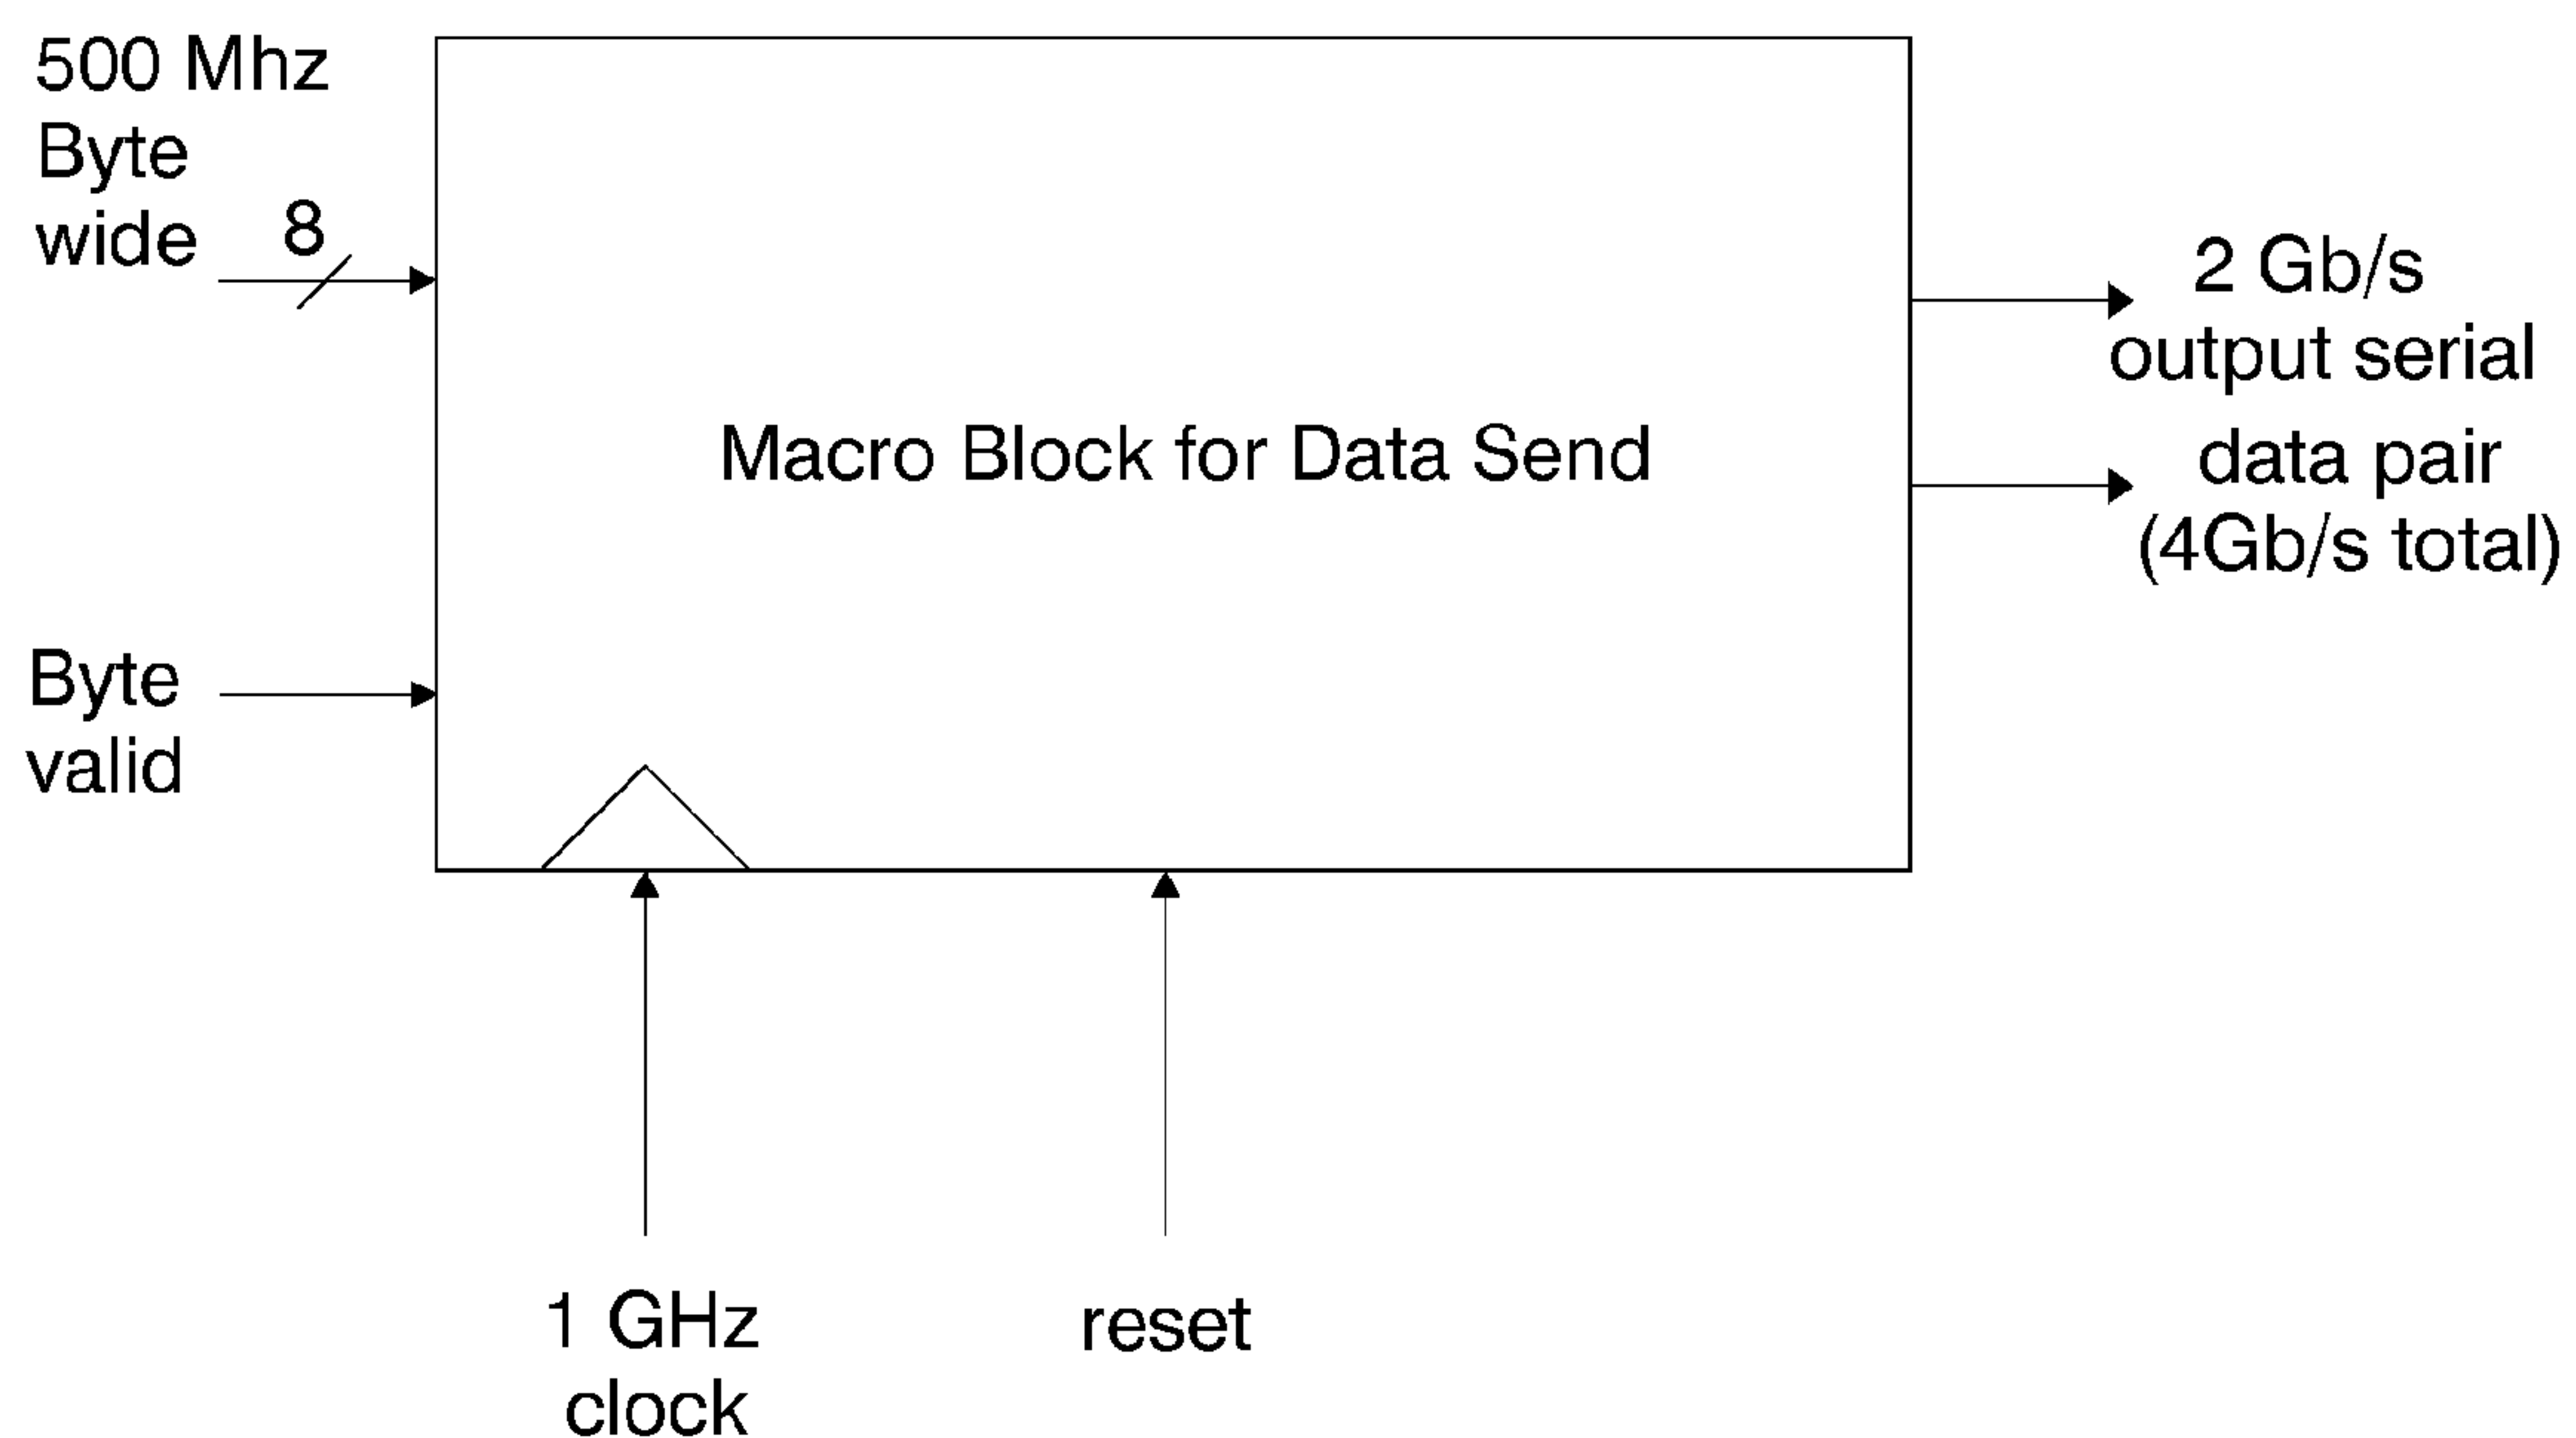 500 Mhz
Byte
wide
8
Byte
valid
Macro Block for Data Send
2 Gb/s
output serial
data pair
(4Gb/s total)
1 GHz
clock
reset